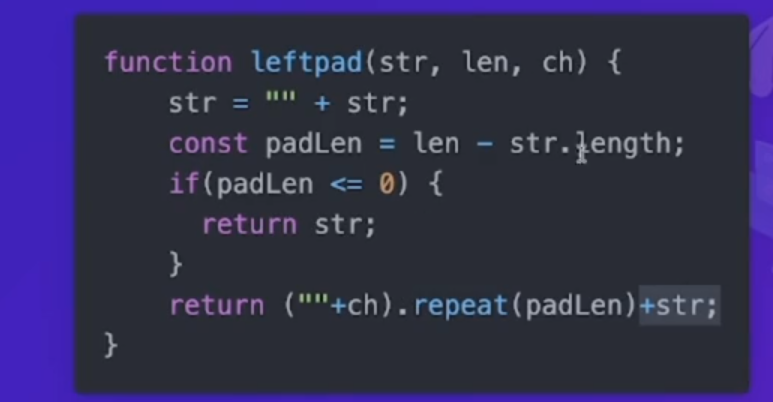 function leftpad(str, len, ch) {
    str = "" + str;
    const padLen = len - str.length;
    if(padLen <= 0) {
      return str;
    }
    return (""+ch).repeat(padLen)+str;
}